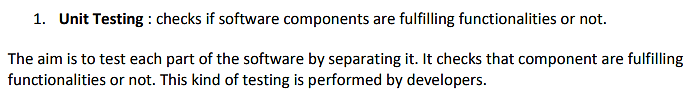 1. Unit Testing : checks if software components are fulfilling functionalities or not.
The aim is to test each part of the software by separating it. It checks that component are fulfilling
functionalities or not. This kind of testing is performed by developers.